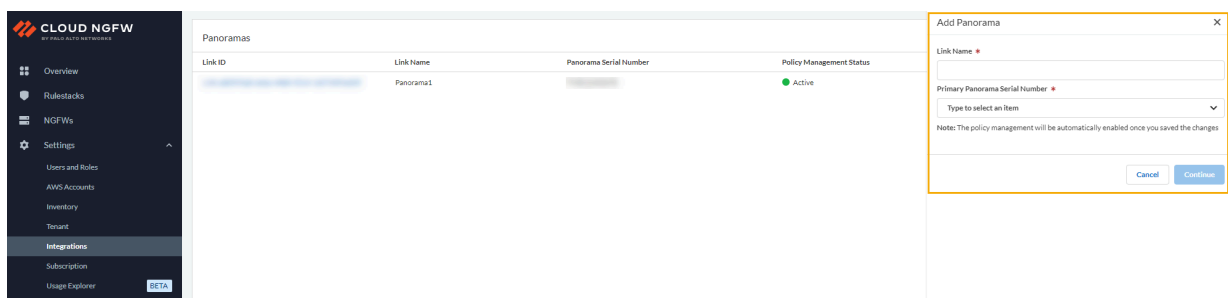 CLOUD NGFW
BY PALO ALTO NETWORKS
Overview
Rulestacks
NGFWs
Settings
Users and Roles
AWS Accounts
Inventory
Tenant
Integrations
Subscription
Usage Explorer BETA
Panoramas
Link ID Link Name Panorama Serial Number Policy Management Status
Panorama1 Active
Add Panorama
Link Name *
Primary Panorama Serial Number *
Type to select an item
Note: The policy management will be automatically enabled once you saved the changes
Cancel Continue